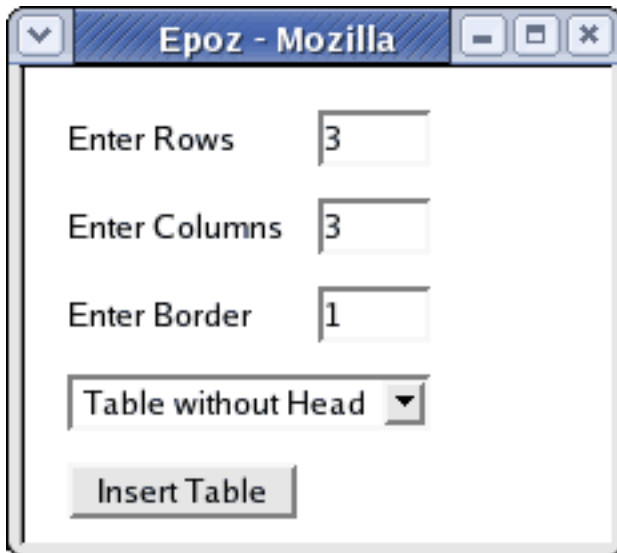 Epoz - Mozilla
Enter Rows 3
Enter Columns 3
Enter Border 1
Table without Head
Insert Table